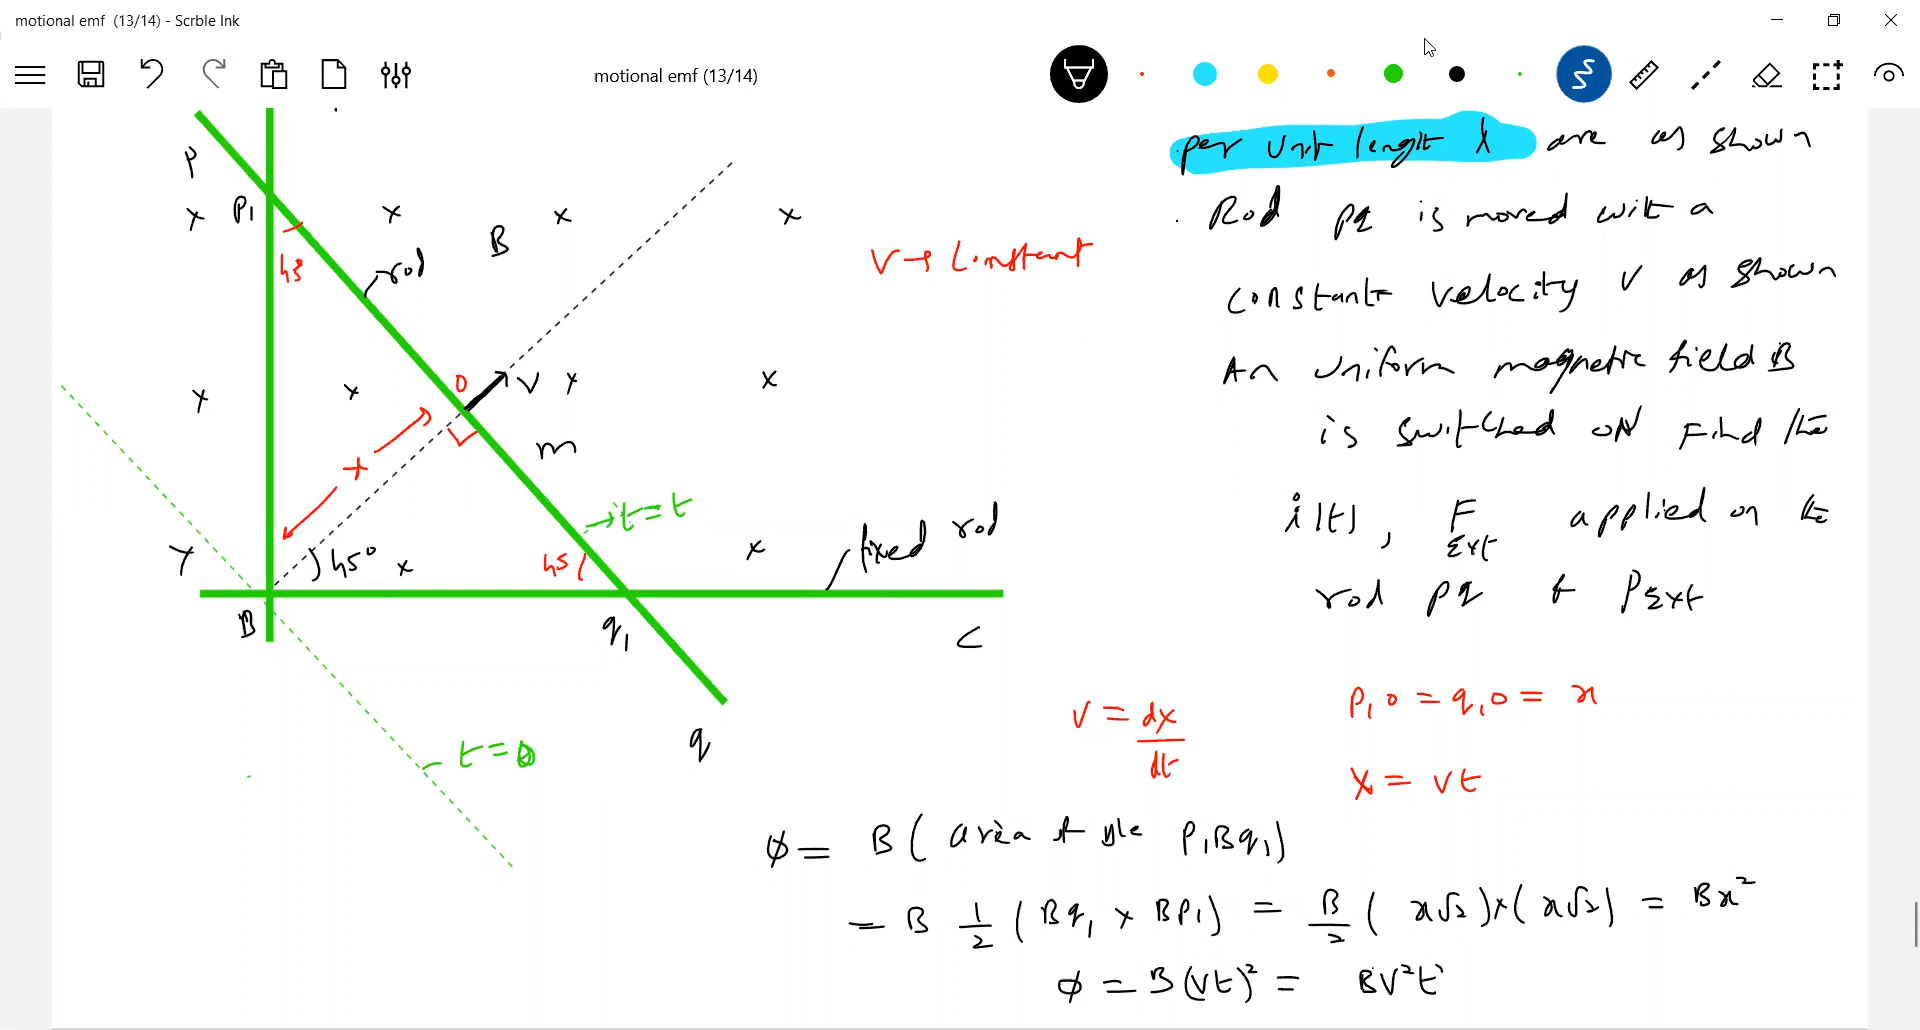 motional emf (13/14) - Scrble Ink
motional emf (13/14)
per unit length λ are as shown
Rod pq is moved with a
constant velocity v as shown
An uniform magnetic field B
is switched ON Find the
i(t), F Ext applied on the
rod pq & P Ext
V → Constant
P
P1
B
45
rod
O
V
m
x
→ t = t
45
45°
fixed rod
B
q1
C
q
t = 0
V = dx/dt
P1O = q1O = x
X = Vt
Φ = B ( area of Δle P1Bq1)
= B 1/2 ( Bq1 × BP1) = B/2 ( x√2 ) × ( x√2 ) = Bx²
Φ = B (Vt)² = BV²t²